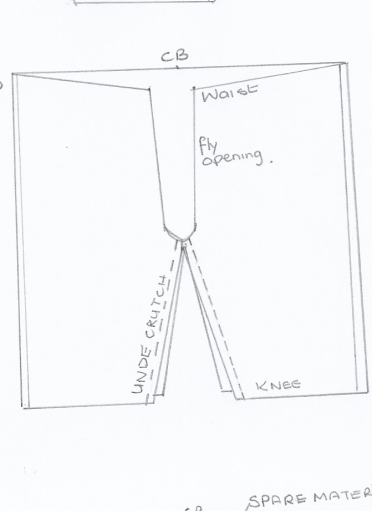 CB
Waist
fly
opening.
UNDE CRUTCH
KNEE
SPARE MATER